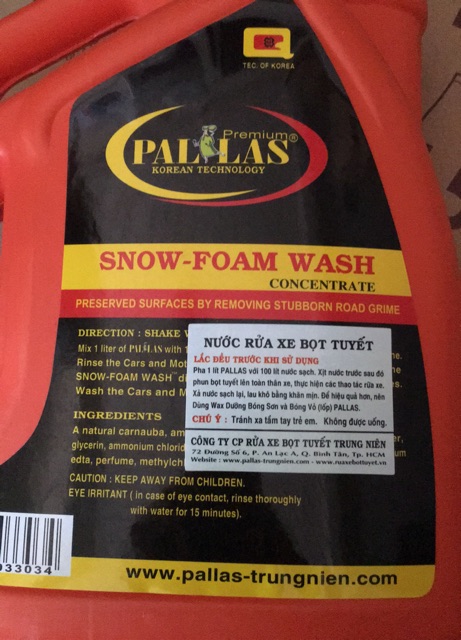 TEC. OF KOREA
Premium®
PALLAS
KOREAN TECHNOLOGY
SNOW-FOAM WASH
CONCENTRATE
PRESERVED SURFACES BY REMOVING STUBBORN ROAD GRIME
DIRECTION : SHAKE
Mix 1 liter of PALLAS with
Rinse the Cars and
SNOW-FOAM WASH
Wash the Cars and
NƯỚC RỬA XE BỌT TUYẾT
LẮC ĐỀU TRƯỚC KHI SỬ DỤNG
Pha 1 lít PALLAS với 100 lít nước sạch. Xịt nước trước sau đó
phun bọt tuyết lên toàn thân xe, thực hiện các thao tác rửa xe.
Xả nước sạch lại, lau khô bằng khăn mịn. Để hiệu quả hơn, nên
Dùng Wax Dưỡng Bóng Sơn và Bóng Vỏ (lốp) PALLAS.
CHÚ Ý : Tránh xa tầm tay trẻ em. Không được uống.
CÔNG TY CP RỬA XE BỌT TUYẾT TRUNG NIÊN
72 Đường Số 6, P. An Lạc A, Q. Bình Tân, Tp. HCM
Website : www.pallas-trungnien.com - www.ruaxebottuyet.vn
INGREDIENTS
A natural carnauba,
glycerin, ammonium
edta, perfume,
CAUTION : KEEP AWAY FROM CHILDREN.
EYE IRRITANT ( in case of eye contact, rinse thoroughly
with water for 15 minutes).
033034
www.pallas-trungnien.com